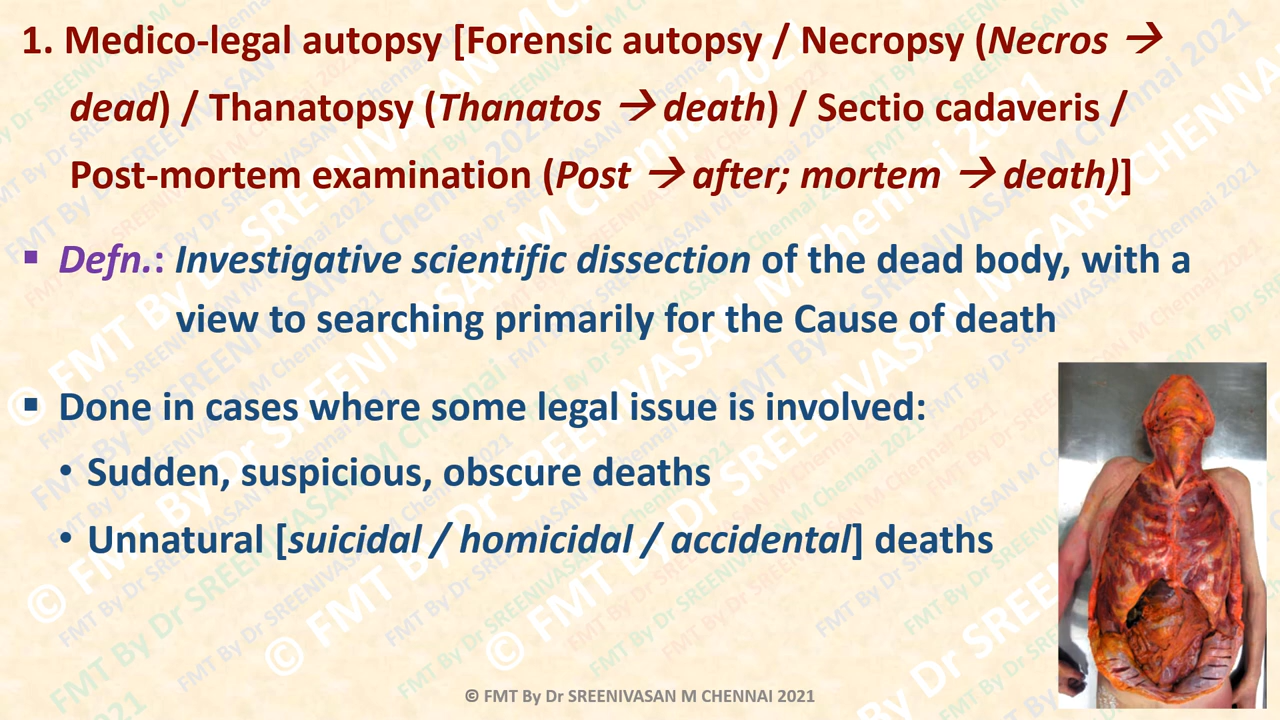 1. Medico-legal autopsy [Forensic autopsy / Necropsy (Necros →
dead) / Thanatopsy (Thanatos → death) / Sectio cadaveris /
Post-mortem examination (Post → after; mortem → death)]
▪ Defn.: Investigative scientific dissection of the dead body, with a
view to searching primarily for the Cause of death
▪ Done in cases where some legal issue is involved:
• Sudden, suspicious, obscure deaths
• Unnatural [suicidal / homicidal / accidental] deaths
© FMT By Dr SREENIVASAN M CHENNAI 2021